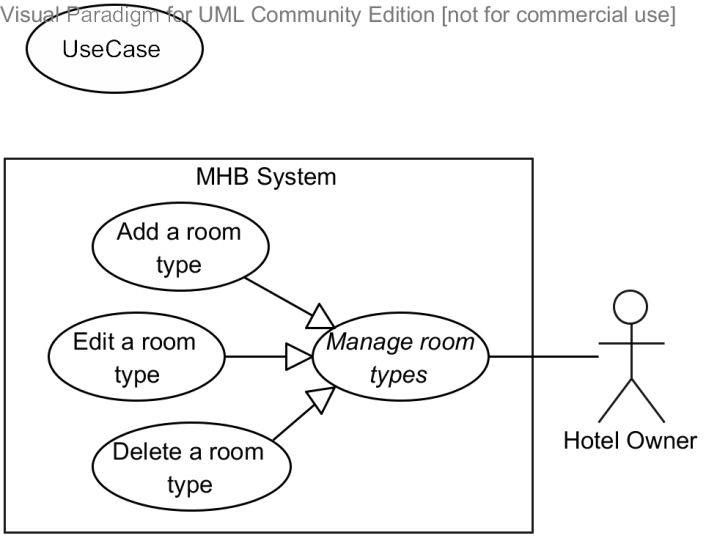 Visual Paradigm for UML Community Edition [not for commercial use]
UseCase
MHB System
Add a room
type
Edit a room
type
Manage room
types
Delete a room
type
Hotel Owner